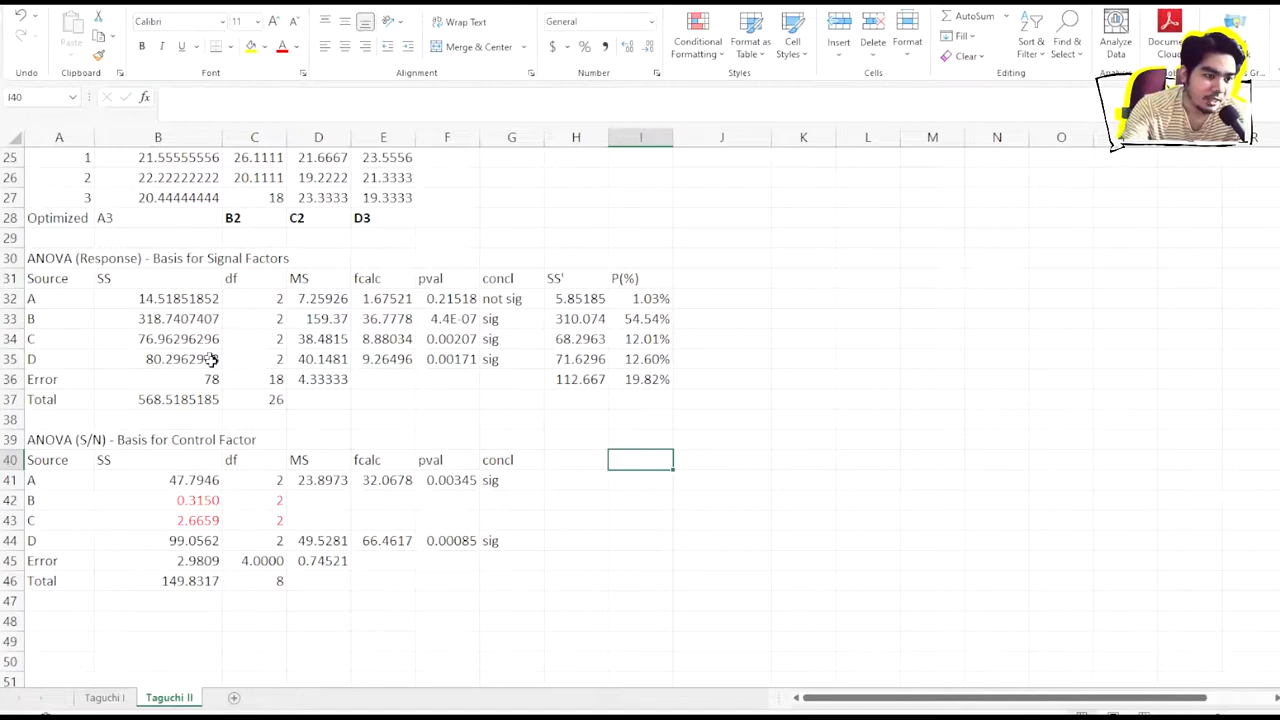 Calibri 11 Wrap Text General AutoSum
Paste B I U A Merge & Center $ % Conditional Formatting Format as Table Cell Styles Insert Delete Format Fill Clear Sort & Filter Find & Select Analyze Data
Undo Clipboard Font Alignment Number Styles Cells Editing
I40 fx
A B C D E F G H I J K L M N O R
25 1 21.55555556 26.1111 21.6667 23.5556
26 2 22.22222222 20.1111 19.2222 21.3333
27 3 20.44444444 18 23.3333 19.3333
28 Optimized A3 B2 C2 D3
29
30 ANOVA (Response) - Basis for Signal Factors
31 Source SS df MS fcalc pval concl SS' P(%)
32 A 14.51851852 2 7.25926 1.67521 0.21518 not sig 5.85185 1.03%
33 B 318.7407407 2 159.37 36.7778 4.4E-07 sig 310.074 54.54%
34 C 76.96296296 2 38.4815 8.88034 0.00207 sig 68.2963 12.01%
35 D 2 40.1481 9.26496 0.00171 sig 71.6296 12.60%
36 Error 78 18 4.33333 112.667 19.82%
37 Total 568.5185185 26
38
39 ANOVA (S/N) - Basis for Control Factor
40 Source SS df MS fcalc pval concl
41 A 47.7946 2 23.8973 32.0678 0.00345 sig
42 B 0.3150 2
43 C 2.6659 2
44 D 99.0562 2 49.5281 66.4617 0.00085 sig
45 Error 2.9809 4.0000 0.74521
46 Total 149.8317 8
47
48
49
50
51
Taguchi I Taguchi II